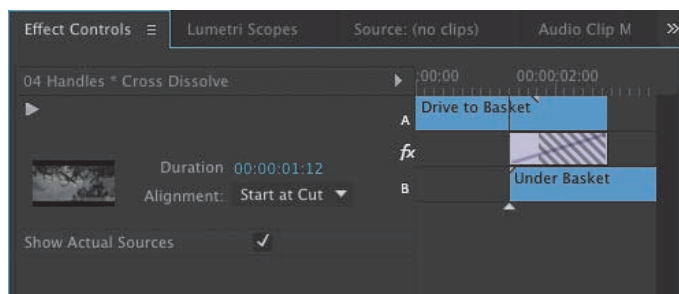 Effect Controls Lumetri Scopes Source: (no clips) Audio Clip M
04 Handles * Cross Dissolve
:00:00 00:00:02:00
A Drive to Basket
fx
Duration 00:00:01:12
B Under Basket
Alignment: Start at Cut
Show Actual Sources